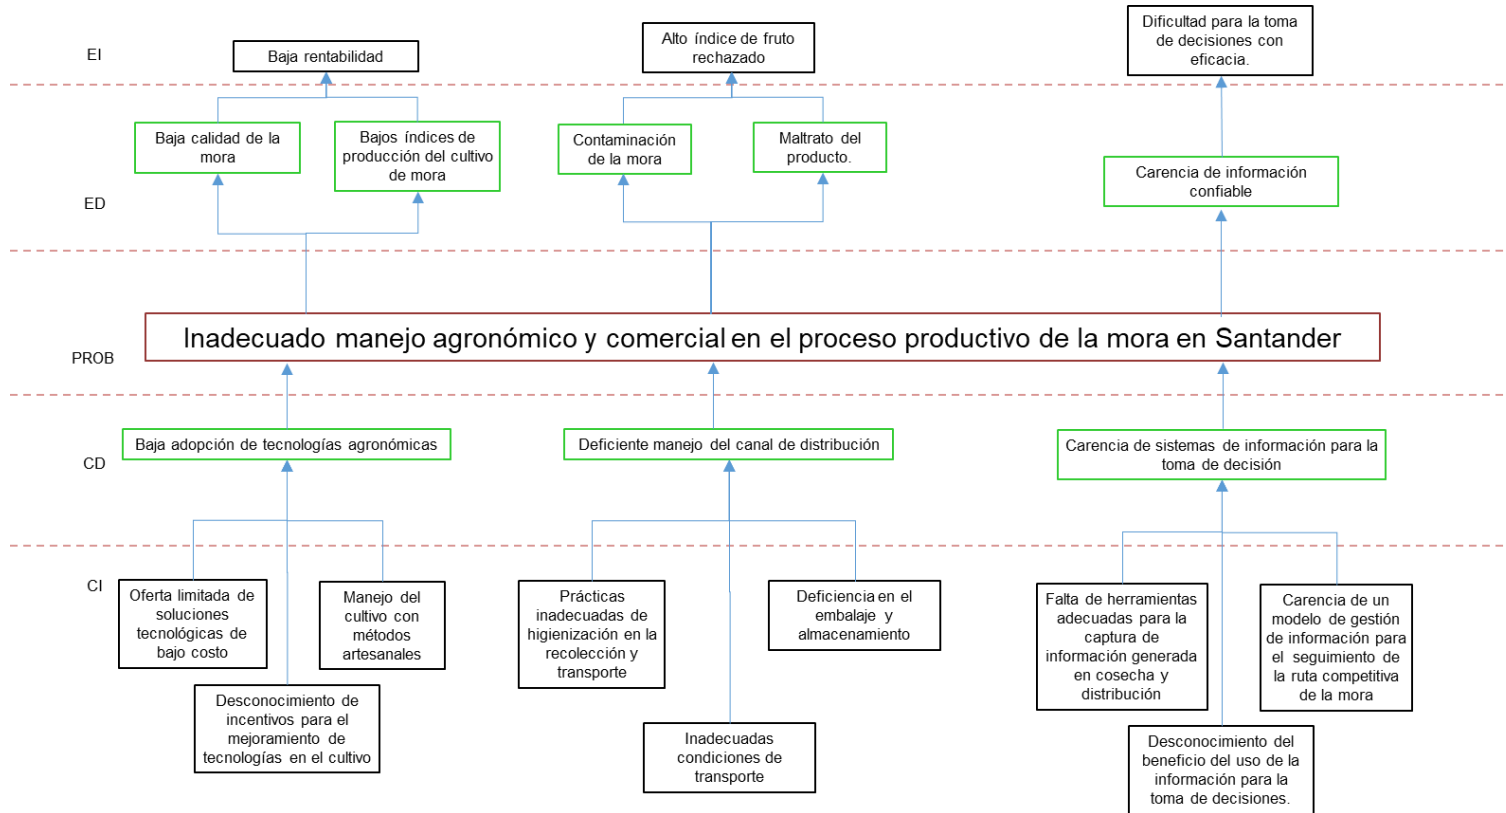 EI
Baja rentabilidad
Alto índice de fruto
rechazado
Dificultad para la toma
de decisiones con
eficacia.
ED
Baja calidad de la
mora
Bajos índices de
producción del cultivo
de mora
Contaminación
de la mora
Maltrato del
producto.
Carencia de información
confiable
PROB
Inadecuado manejo agronómico y comercial en el proceso productivo de la mora en Santander
CD
Baja adopción de tecnologías agronómicas
Deficiente manejo del canal de distribución
Carencia de sistemas de información para la
toma de decisión
CI
Oferta limitada de
soluciones
tecnológicas de
bajo costo
Manejo del
cultivo con
métodos
artesanales
Desconocimiento de
incentivos para el
mejoramiento de
tecnologías en el cultivo
Prácticas
inadecuadas de
higienización en la
recolección y
transporte
Deficiencia en el
embalaje y
almacenamiento
Inadecuadas
condiciones de
transporte
Falta de herramientas
adecuadas para la
captura de
información generada
en cosecha y
distribución
Carencia de un
modelo de gestión
de información para
el seguimiento de
la ruta competitiva
de la mora
Desconocimiento del
beneficio del uso de la
información para la
toma de decisiones.